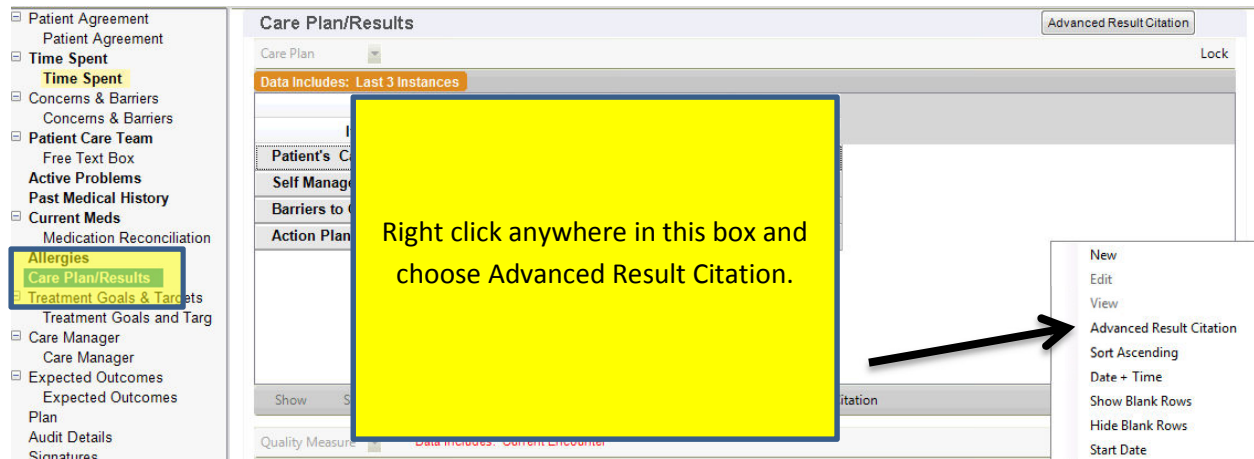 Patient Agreement
Patient Agreement
Time Spent
Time Spent
Concerns & Barriers
Concerns & Barriers
Patient Care Team
Free Text Box
Active Problems
Past Medical History
Current Meds
Medication Reconciliation
Allergies
Care Plan/Results
Treatment Goals & Targets
Treatment Goals and Targ
Care Manager
Care Manager
Expected Outcomes
Expected Outcomes
Plan
Audit Details
Signatures
Care Plan/Results
Advanced Result Citation
Care Plan
Lock
Data Includes: Last 3 Instances
Patient's
Self
Barriers to
Action Plan
Right click anywhere in this box and
choose Advanced Result Citation.
Show
Quality Measure
Data Includes: Current Encounter
New
Edit
View
Advanced Result Citation
Sort Ascending
Date + Time
Show Blank Rows
Hide Blank Rows
Start Date